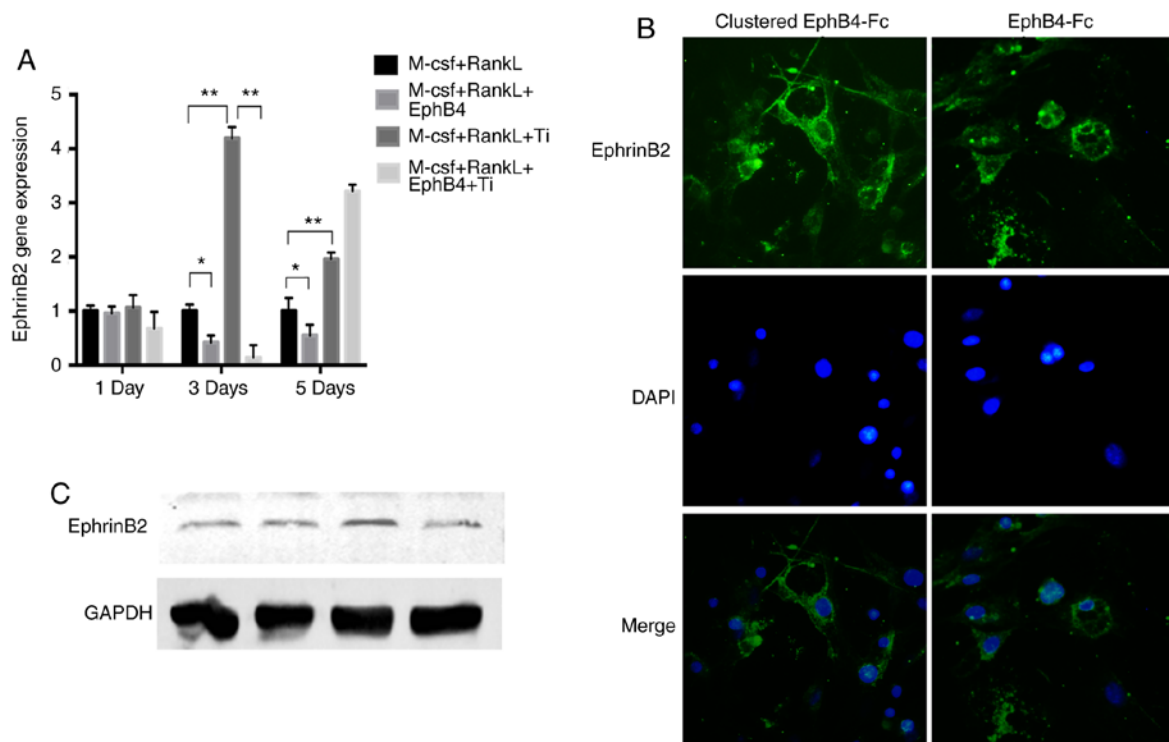 A
M-csf+RankL
M-csf+RankL+
EphB4
M-csf+RankL+Ti
M-csf+RankL+
EphB4+Ti
EphrinB2 gene expression
5
4
3
2
1
0
**
**
*
**
*
1 Day
3 Days
5 Days
B
Clustered EphB4-Fc
EphB4-Fc
EphrinB2
DAPI
Merge
C
EphrinB2
GAPDH